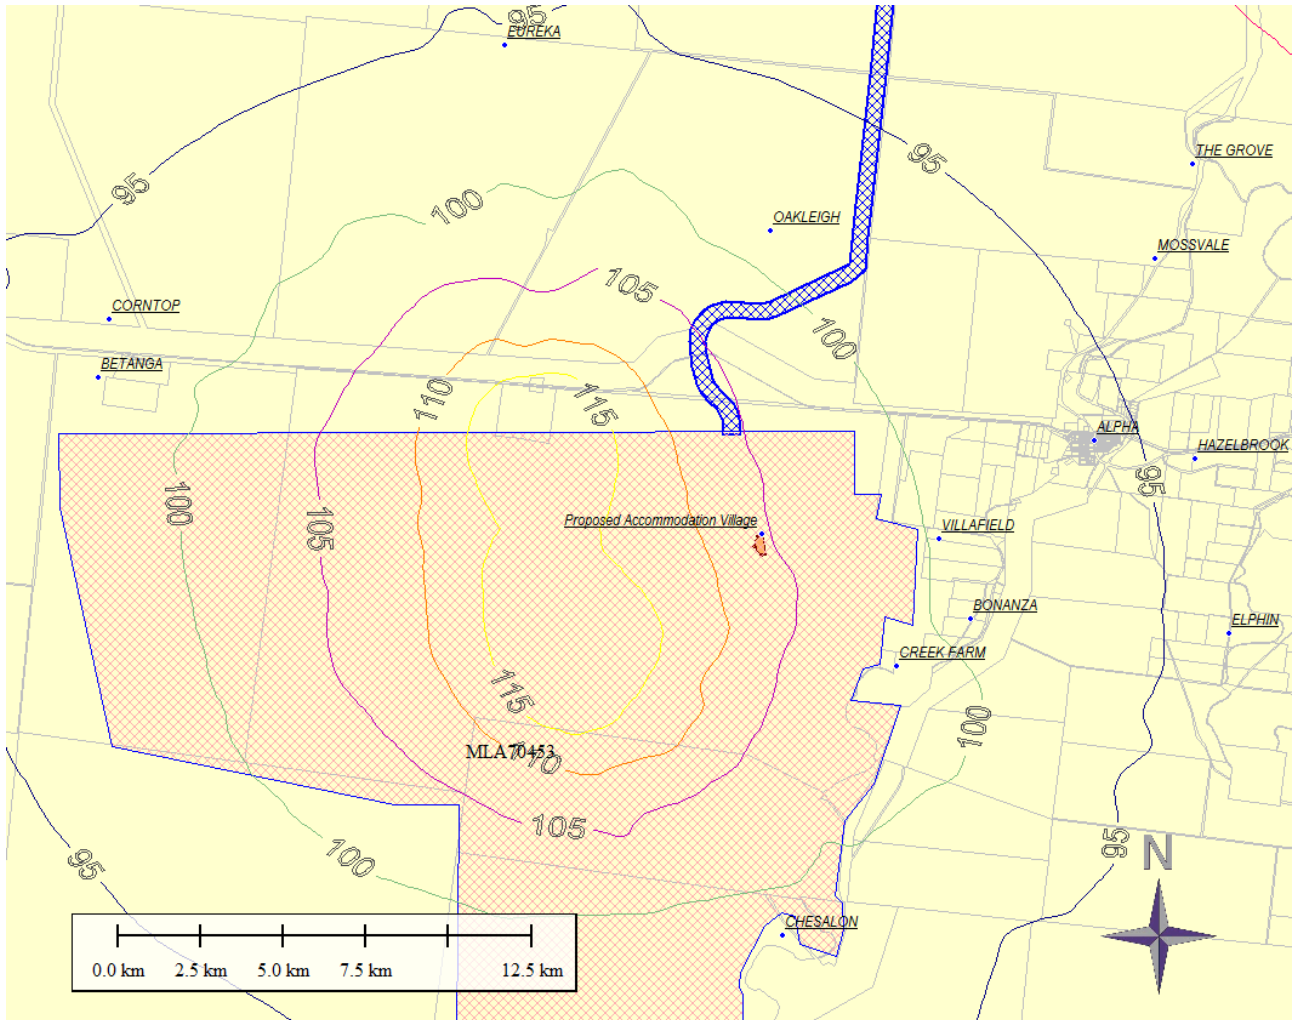 95
EUREKA
95
THE GROVE
95
100
OAKLEIGH
MOSSVALE
105
CORNTOP
100
BETANGA
110
115
ALPHA
HAZELBROOK
95
100
105
Proposed Accommodation Village
VILLAFIELD
BONANZA
ELPHIN
CREEK FARM
115
100
MLA70453
110
105
100
95
95
N
CHESALON
0.0 km 2.5 km 5.0 km 7.5 km 12.5 km